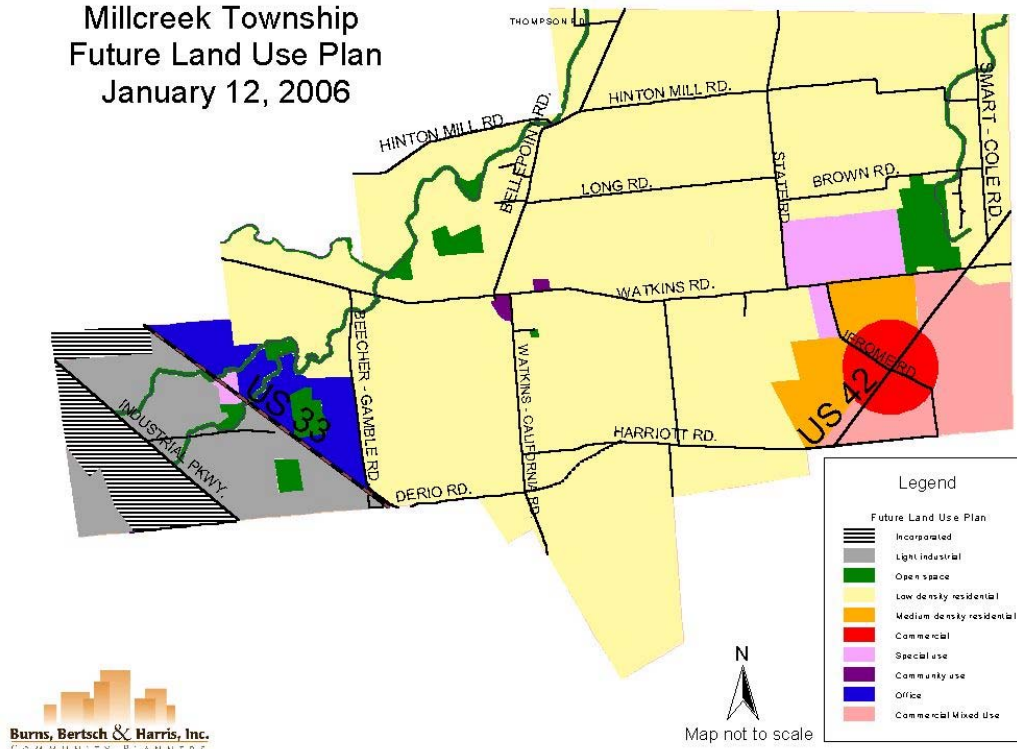 Millcreek Township
Future Land Use Plan
January 12, 2006
THOMPSON RD.
HINTON MILL RD.
HINTON MILL RD.
BELLEPOINT RD.
SMART - COLE RD.
LONG RD.
STATE RD.
BROWN RD.
WATKINS RD.
BEECHER - GAMBLE RD.
WATKINS - CALIFORNIA RD.
JEROME RD.
US 33
US 42
INDUSTRIAL PKWY.
HARRIOTT RD.
DERIO RD.
Legend
Future Land Use Plan
Incorporated
Light industrial
Open space
Low density residential
Medium density residential
Commercial
Special use
Community use
Office
Commercial Mixed Use
N
Map not to scale
Burns, Bertsch & Harris, Inc.
COMMUNITY PLANNERS